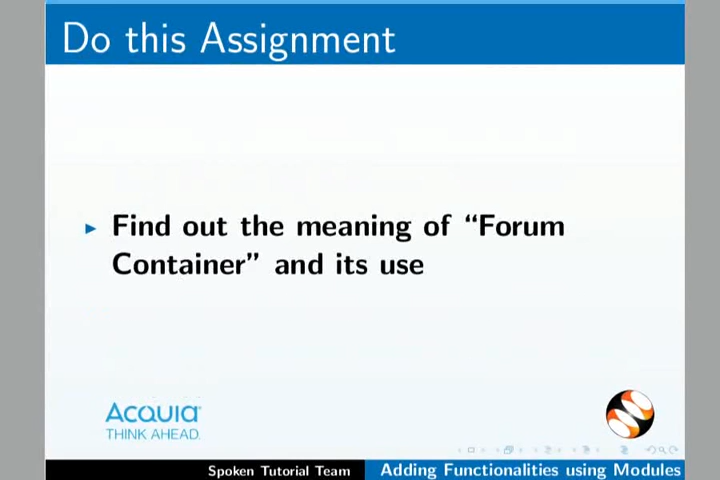 Do this Assignment
Find out the meaning of “Forum
Container” and its use
Acquia
THINK AHEAD.
Spoken Tutorial Team
Adding Functionalities using Modules